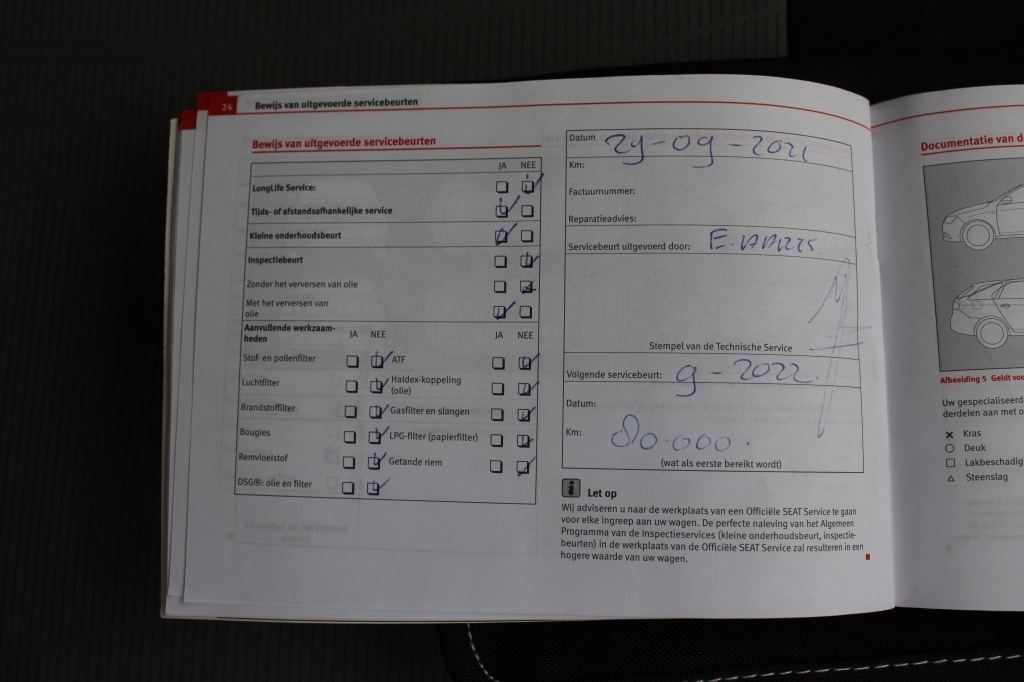 24 Bewijs van uitgevoerde servicebeurten
Bewijs van uitgevoerde servicebeurten
JA NEE
LongLife Service:
Tijds- of afstandsafhankelijke service
Kleine onderhoudsbeurt
Inspectiebeurt
Zonder het verversen van olie
Met het verversen van
olie
Aanvullende werkzaam-
heden
JA NEE JA NEE
Stof- en pollenfilter ATF
Luchtfilter Haldex-koppeling
(olie)
Brandstoffilter Gasfilter en slangen
Bougies LPG-filter (papierfilter)
Remvloeistof Getande riem
DSG®: olie en filter
Datum 29-09-2021
Km:
Factuurnummer:
Reparatieadvies:
Servicebeurt uitgevoerd door: E.
Stempel van de Technische Service
Volgende servicebeurt: 9-2022
Datum:
Km: 80.000.
(wat als eerste bereikt wordt)
i Let op
Wij adviseren u naar de werkplaats van een Officiële SEAT Service te gaan
voor elke ingreep aan uw wagen. De perfecte naleving van het Algemeen
Programma van de Inspectieservices (kleine onderhoudsbeurt, inspectie-
beurten) in de werkplaats van de Officiële SEAT Service zal resulteren in een
hogere waarde van uw wagen.
Documentatie van d
Afbeelding 5 Geldt voo
Uw gespecialiseerd
derdelen aan met o
Kras
Deuk
Lakbeschadig
Steenslag